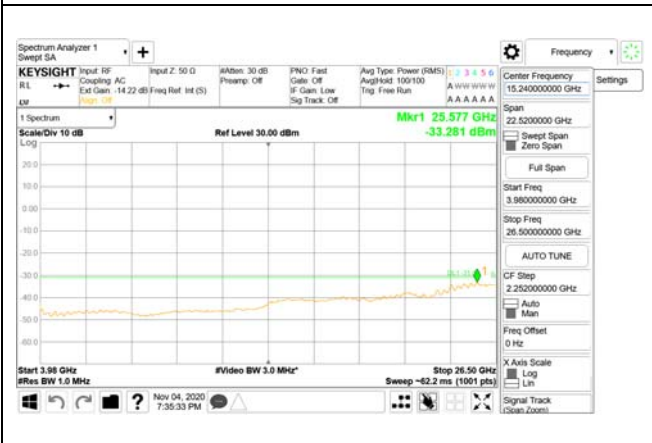 Spectrum Analyzer 1
Swept SA
+
Frequency
KEYSIGHT
RL
Input: RF
Coupling: AC
Ext Gain: -14.22 dB
Align: Off
Input Z: 50 Ω
Freq Ref: Int (S)
#Atten: 30 dB
Preamp: Off
PNO: Fast
Gate: Off
IF Gain: Low
Sig Track: Off
Avg Type: Power (RMS)
Avg|Hold: 100/100
Trig: Free Run
1 2 3 4 5 6
A W W W W W
A A A A A A
Center Frequency
15.240000000 GHz
Settings
Span
22.5200000 GHz
Swept Span
Zero Span
Full Span
Start Freq
3.980000000 GHz
Stop Freq
26.500000000 GHz
AUTO TUNE
CF Step
2.252000000 GHz
Auto
Man
Freq Offset
0 Hz
X Axis Scale
Log
Lin
Signal Track
(Span Zoom)
1 Spectrum
Scale/Div 10 dB
Ref Level 30.00 dBm
Mkr1 25.577 GHz
-33.281 dBm
Log
20.0
10.0
0.00
-10.0
-20.0
-30.0
-40.0
-50.0
-60.0
1
Start 3.98 GHz
#Res BW 1.0 MHz
#Video BW 3.0 MHz*
Stop 26.50 GHz
Sweep ~62.2 ms (1001 pts)
?
Nov 04, 2020
7:35:33 PM